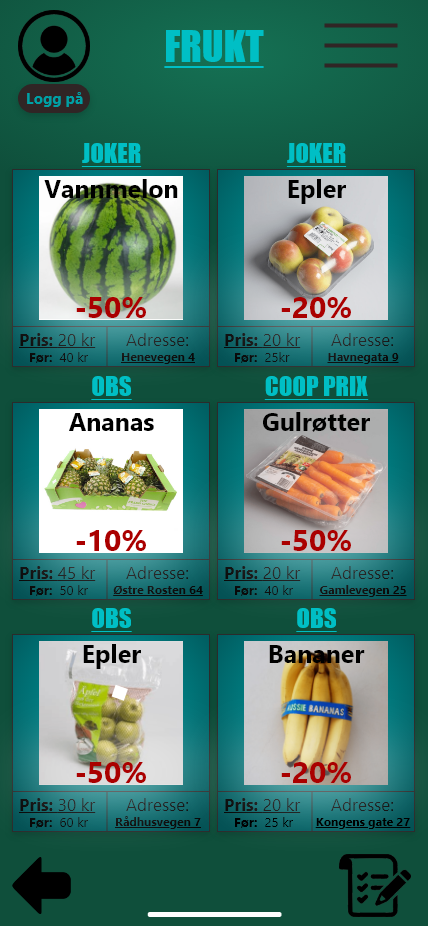 FRUKT
Logg på
JOKER
Vannmelon
-50%
Pris: 20 kr
Før: 40 kr
Adresse:
Henevegen 4
JOKER
Epler
-20%
Pris: 20 kr
Før: 25kr
Adresse:
Havnegata 9
OBS
Ananas
-10%
Pris: 45 kr
Før: 50 kr
Adresse:
Østre Rosten 64
COOP PRIX
Gulrøtter
-50%
Pris: 20 kr
Før: 40 kr
Adresse:
Gamlevegen 25
OBS
Epler
-50%
Pris: 30 kr
Før: 60 kr
Adresse:
Rådhusvegen 7
OBS
Bananer
AUSSIE BANANAS
-20%
Pris: 20 kr
Før: 25 kr
Adresse:
Kongens gate 27